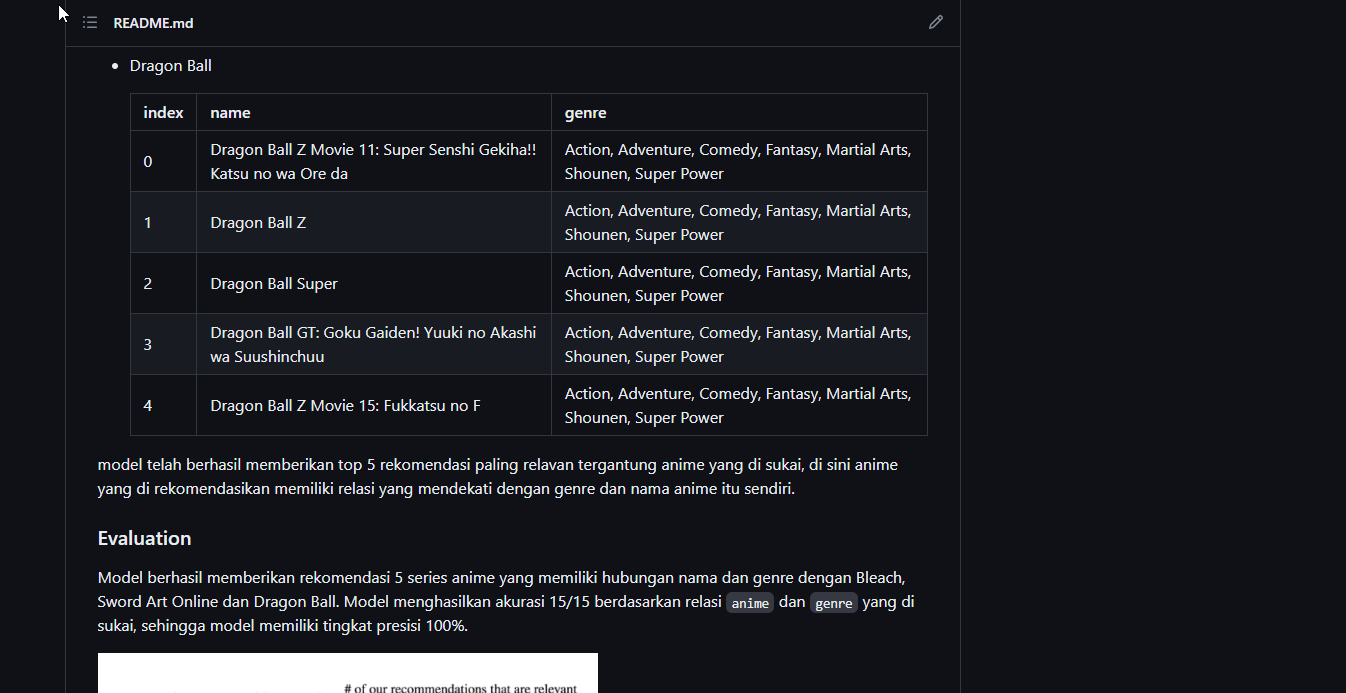 README.md
Dragon Ball
index name genre
0 Dragon Ball Z Movie 11: Super Senshi Gekiha!! Katsu no wa Ore da Action, Adventure, Comedy, Fantasy, Martial Arts, Shounen, Super Power
1 Dragon Ball Z Action, Adventure, Comedy, Fantasy, Martial Arts, Shounen, Super Power
2 Dragon Ball Super Action, Adventure, Comedy, Fantasy, Martial Arts, Shounen, Super Power
3 Dragon Ball GT: Goku Gaiden! Yuuki no Akashi wa Suushinchuu Action, Adventure, Comedy, Fantasy, Martial Arts, Shounen, Super Power
4 Dragon Ball Z Movie 15: Fukkatsu no F Action, Adventure, Comedy, Fantasy, Martial Arts, Shounen, Super Power
model telah berhasil memberikan top 5 rekomendasi paling relavan tergantung anime yang di sukai, di sini anime
yang di rekomendasikan memiliki relasi yang mendekati dengan genre dan nama anime itu sendiri.
Evaluation
Model berhasil memberikan rekomendasi 5 series anime yang memiliki hubungan nama dan genre dengan Bleach,
Sword Art Online dan Dragon Ball. Model menghasilkan akurasi 15/15 berdasarkan relasi anime dan genre yang di
sukai, sehingga model memiliki tingkat presisi 100%.
# of our recommendations that are relevant